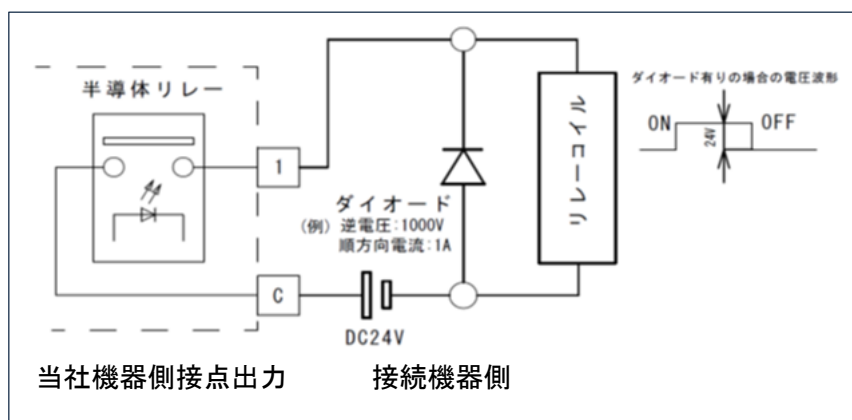 半導体リレー
1
C
ダイオード
(例) 逆電圧:1000V
順方向電流:1A
DC24V
リレーコイル
ダイオード有りの場合の電圧波形
ON
24V
OFF
当社機器側接点出力
接続機器側